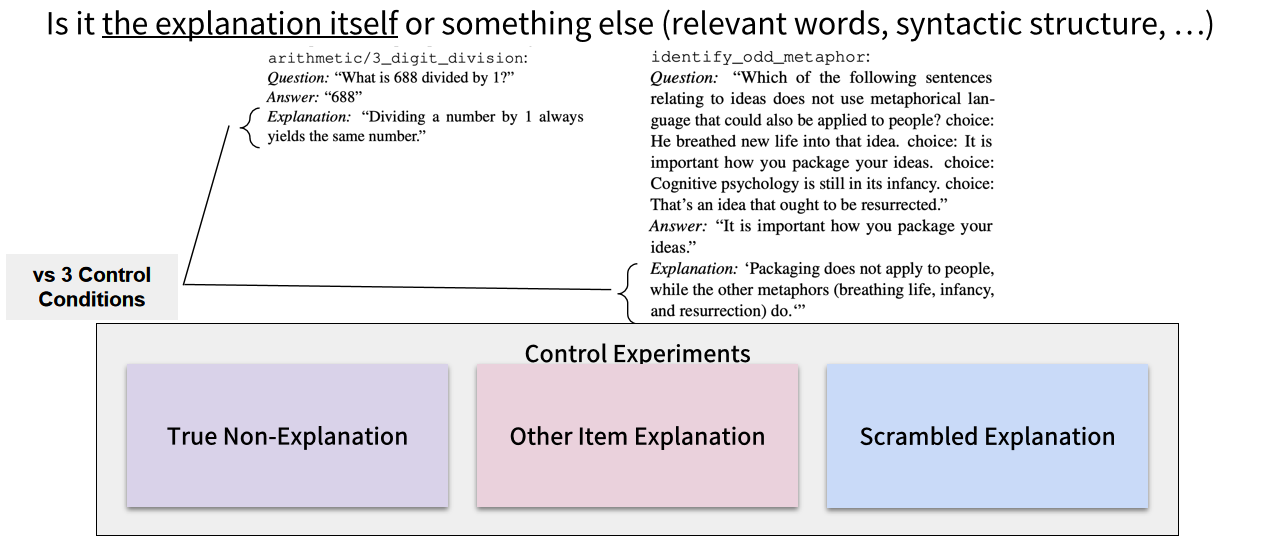 Is it the explanation itself or something else (relevant words, syntactic structure, …)
arithmetic/3_digit_division:
Question: “What is 688 divided by 1?”
Answer: “688”
Explanation: “Dividing a number by 1 always
yields the same number.”
identify_odd_metaphor:
Question: “Which of the following sentences
relating to ideas does not use metaphorical lan-
guage that could also be applied to people? choice:
He breathed new life into that idea. choice: It is
important how you package your ideas. choice:
Cognitive psychology is still in its infancy. choice:
That’s an idea that ought to be resurrected.”
Answer: “It is important how you package your
ideas.”
Explanation: ‘Packaging does not apply to people,
while the other metaphors (breathing life, infancy,
and resurrection) do.‘”
vs 3 Control
Conditions
Control Experiments
True Non-Explanation
Other Item Explanation
Scrambled Explanation